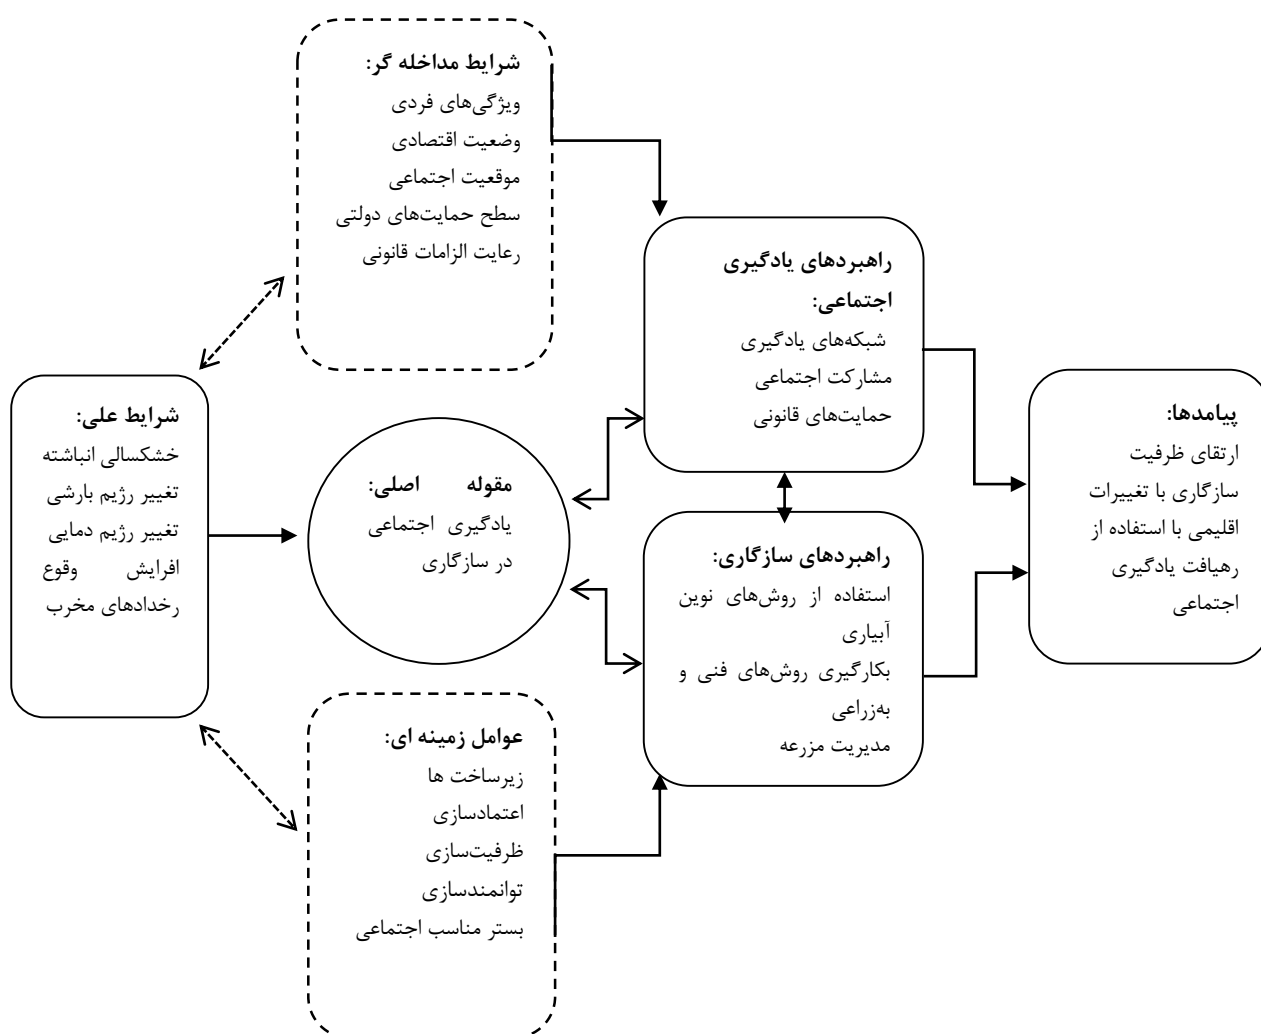 شرایط مداخله گر:
ویژگی‌های فردی
وضعیت اقتصادی
موقعیت اجتماعی
سطح حمایت‌های دولتی
رعایت الزامات قانونی
راهبردهای یادگیری
اجتماعی:
شبکه‌های یادگیری
مشارکت اجتماعی
حمایت‌های قانونی
پیامدها:
ارتقای ظرفیت
سازگاری با تغییرات
اقلیمی با استفاده از
رهیافت یادگیری
اجتماعی
شرایط علی:
خشکسالی انباشته
تغییر رژیم بارشی
تغییر رژیم دمایی
افرایش وقوع
رخدادهای مخرب
مقوله اصلی:
یادگیری اجتماعی
در سازگاری
راهبردهای سازگاری:
استفاده از روش‌های نوین
آبیاری
بکارگیری روش‌های فنی و
به‌زراعی
مدیریت مزرعه
عوامل زمینه ای:
زیرساخت ها
اعتمادسازی
ظرفیت‌سازی
توانمندسازی
بستر مناسب اجتماعی